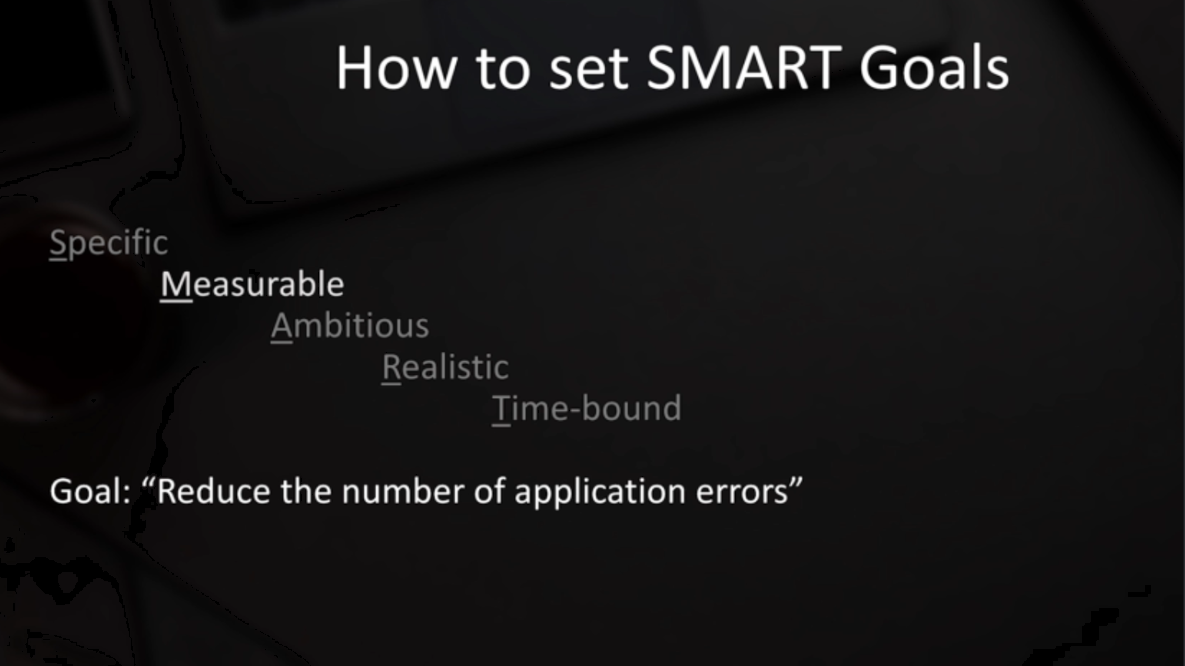 How to set SMART Goals
Specific
Measurable
Ambitious
Realistic
Time-bound
Goal: “Reduce the number of application errors”